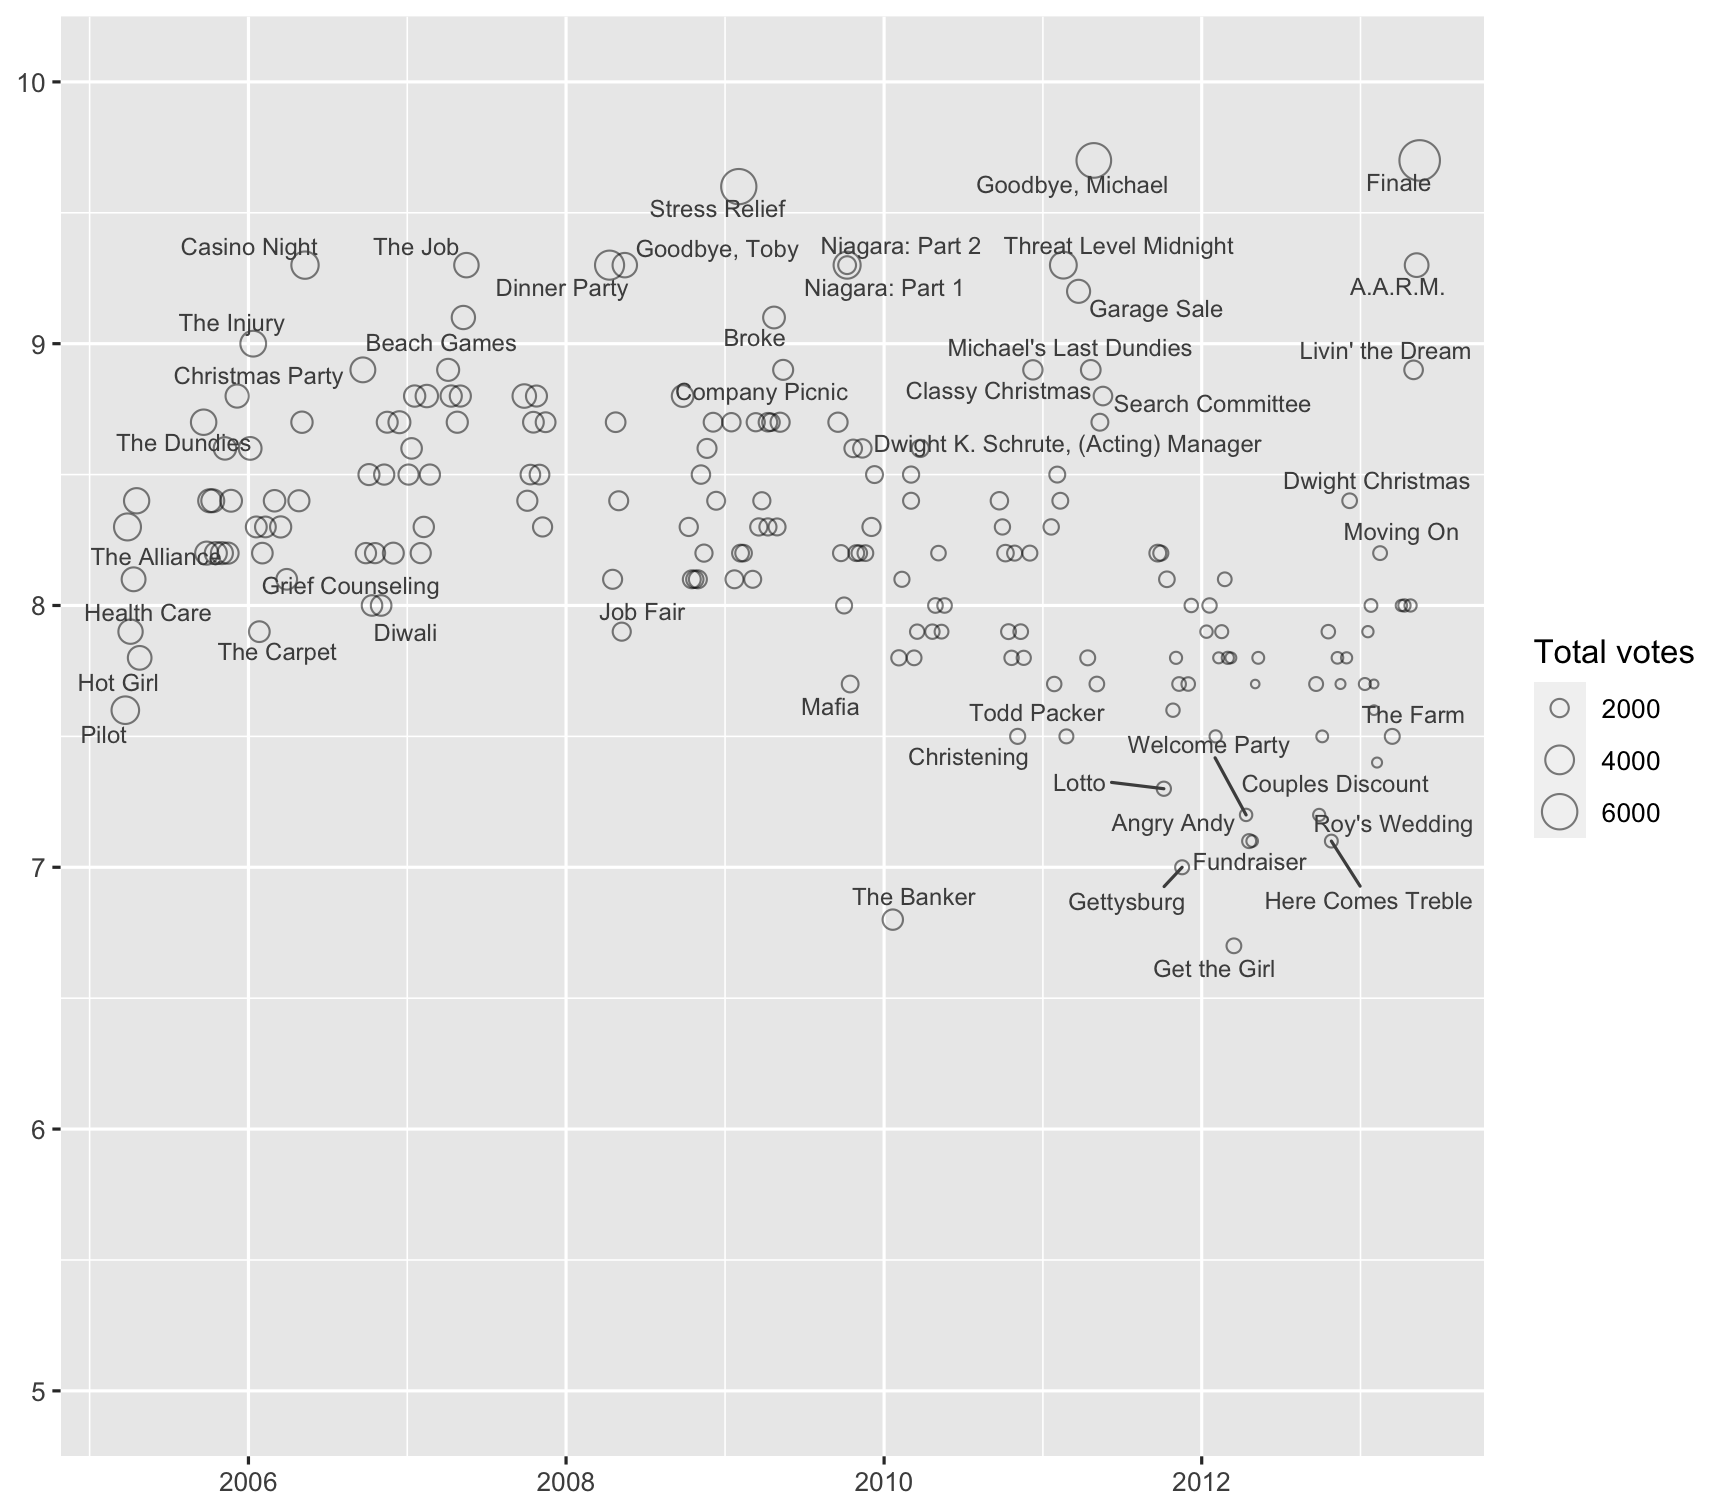 10
Goodbye, Michael
Finale
Stress Relief
Casino Night
The Job
Goodbye, Toby
Niagara: Part 2
Threat Level Midnight
Dinner Party
Niagara: Part 1
A.A.R.M.
Garage Sale
The Injury
Broke
9
Beach Games
Michael's Last Dundies
Livin' the Dream
Christmas Party
Company Picnic
Classy Christmas
Search Committee
The Dundies
Dwight K. Schrute, (Acting) Manager
Dwight Christmas
Moving On
The Alliance
Grief Counseling
8
Health Care
Job Fair
Diwali
The Carpet
Hot Girl
Mafia
Todd Packer
The Farm
Pilot
Christening
Welcome Party
Lotto
Couples Discount
Angry Andy
Roy's Wedding
7
Fundraiser
The Banker
Gettysburg
Here Comes Treble
Get the Girl
6
5
2006
2008
2010
2012
Total votes
2000
4000
6000